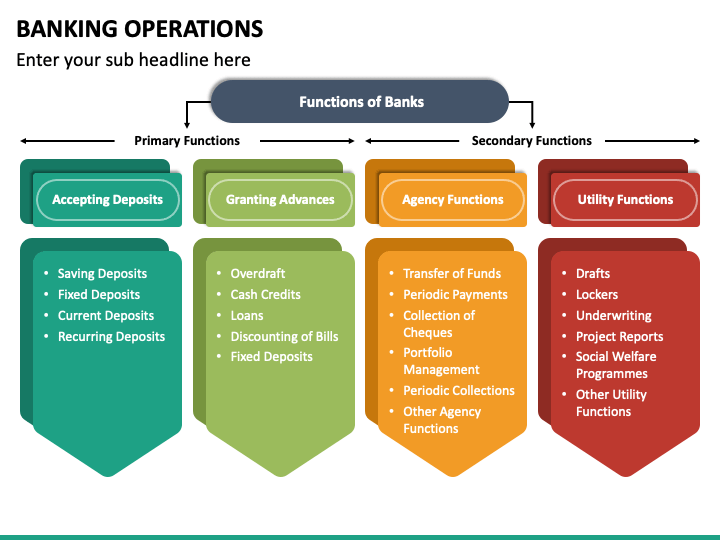 BANKING OPERATIONS
Enter your sub headline here
Functions of Banks
Primary Functions
Secondary Functions
Accepting Deposits
Granting Advances
Agency Functions
Utility Functions
• Saving Deposits
• Fixed Deposits
• Current Deposits
• Recurring Deposits
• Overdraft
• Cash Credits
• Loans
• Discounting of Bills
• Fixed Deposits
• Transfer of Funds
• Periodic Payments
• Collection of
Cheques
• Portfolio
Management
• Periodic Collections
• Other Agency
Functions
• Drafts
• Lockers
• Underwriting
• Project Reports
• Social Welfare
Programmes
• Other Utility
Functions